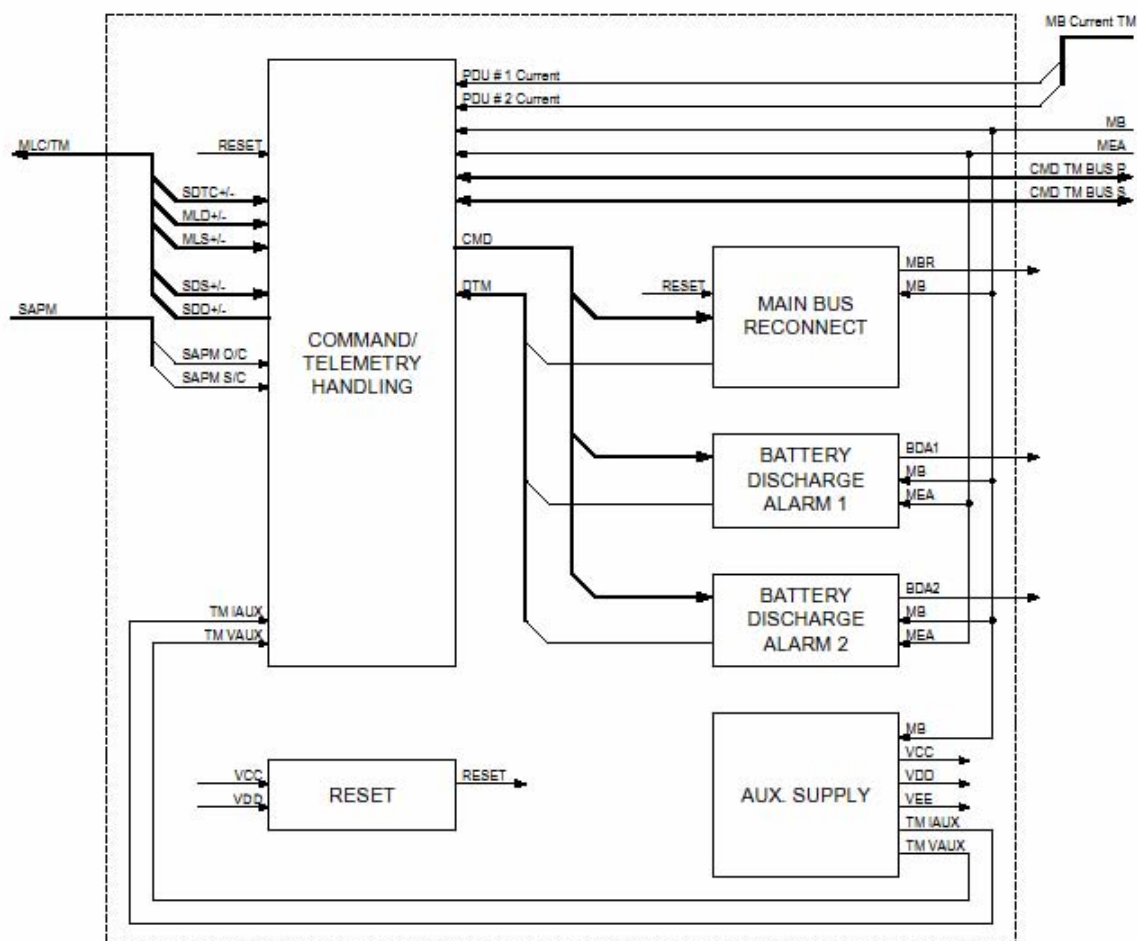 MB Current TM
PDU # 1 Current
PDU # 2 Current
MB
MLC/TM
RESET
MEA
CMD TM BUS P
SDTC+/-
CMD TM BUS S
MLD+/-
MLS+/-
CMD
MBR
SDS+/-
DTM
RESET
MAIN BUS
RECONNECT
MB
SAPM
SDD+/-
COMMAND/
TELEMETRY
HANDLING
SAPM O/C
SAPM S/C
BATTERY
DISCHARGE
ALARM 1
BDA1
MB
MEA
BATTERY
DISCHARGE
ALARM 2
BDA2
MB
MEA
TM IAUX
TM VAUX
MB
VCC
VDD
RESET
RESET
AUX. SUPPLY
VCC
VDD
VEE
TM IAUX
TM VAUX